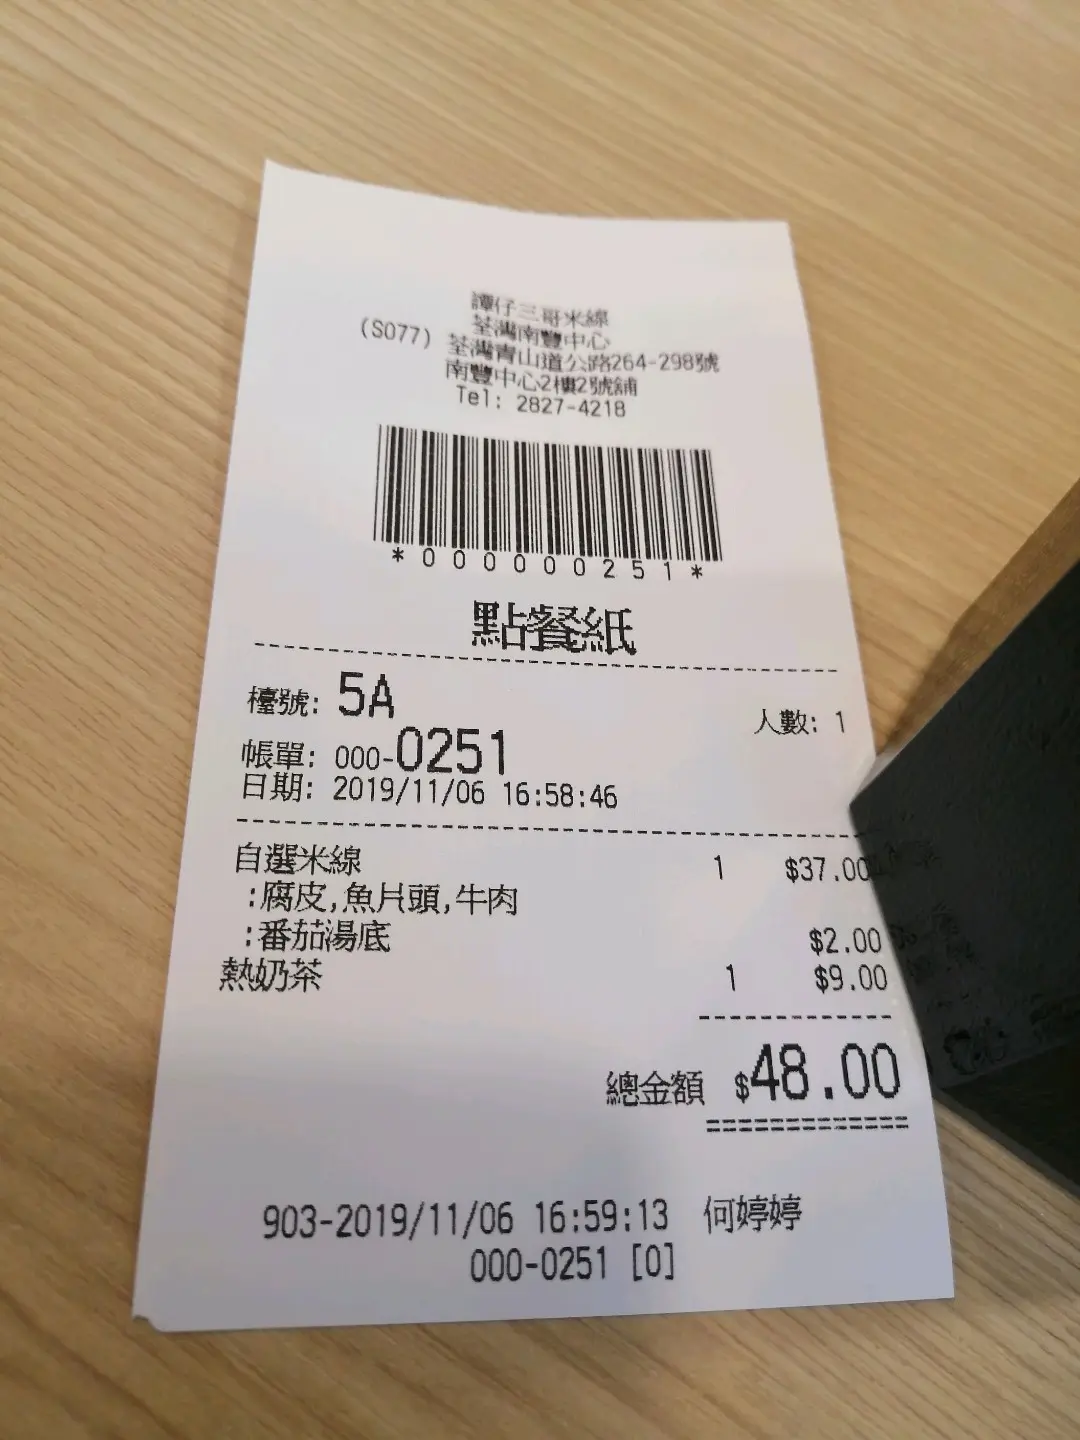 譚仔三哥米線
荃灣南豐中心
(S077) 荃灣青山道公路264-298號
南豐中心2樓2號舖
Tel: 2827-4218
*0000000251*
點餐紙
檯號: 5A 人數: 1
帳單: 000-0251
日期: 2019/11/06 16:58:46
自選米線 1 $37.00
:腐皮,魚片頭,牛肉
:番茄湯底 $2.00
熱奶茶 1 $9.00
總金額 $48.00
903-2019/11/06 16:59:13 何婷婷
000-0251 [0]